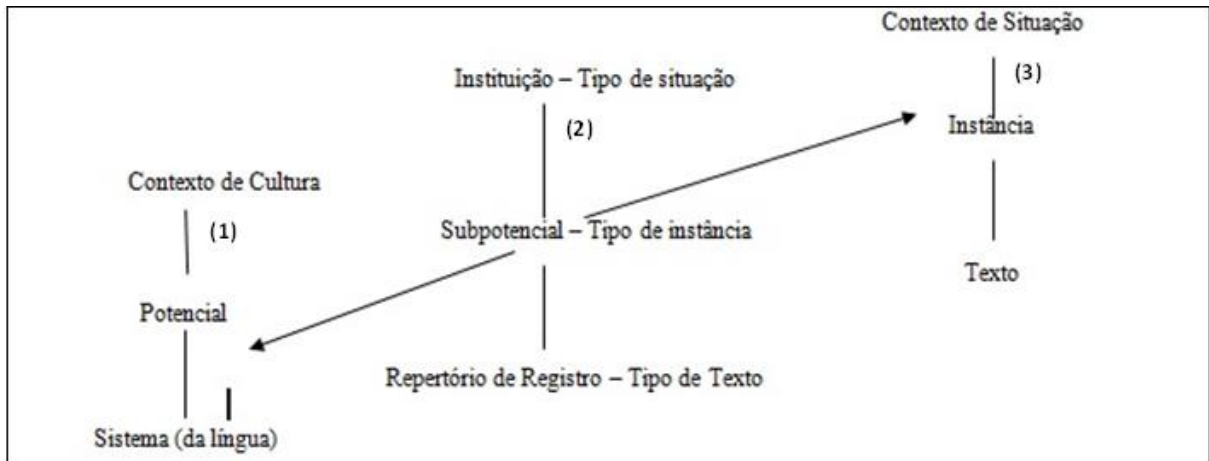 Contexto de Situação
(3)
Instituição – Tipo de situação
(2)
Instância
Contexto de Cultura
(1)
Subpotencial – Tipo de instância
Texto
Potencial
Repertório de Registro – Tipo de Texto
Sistema (da língua)